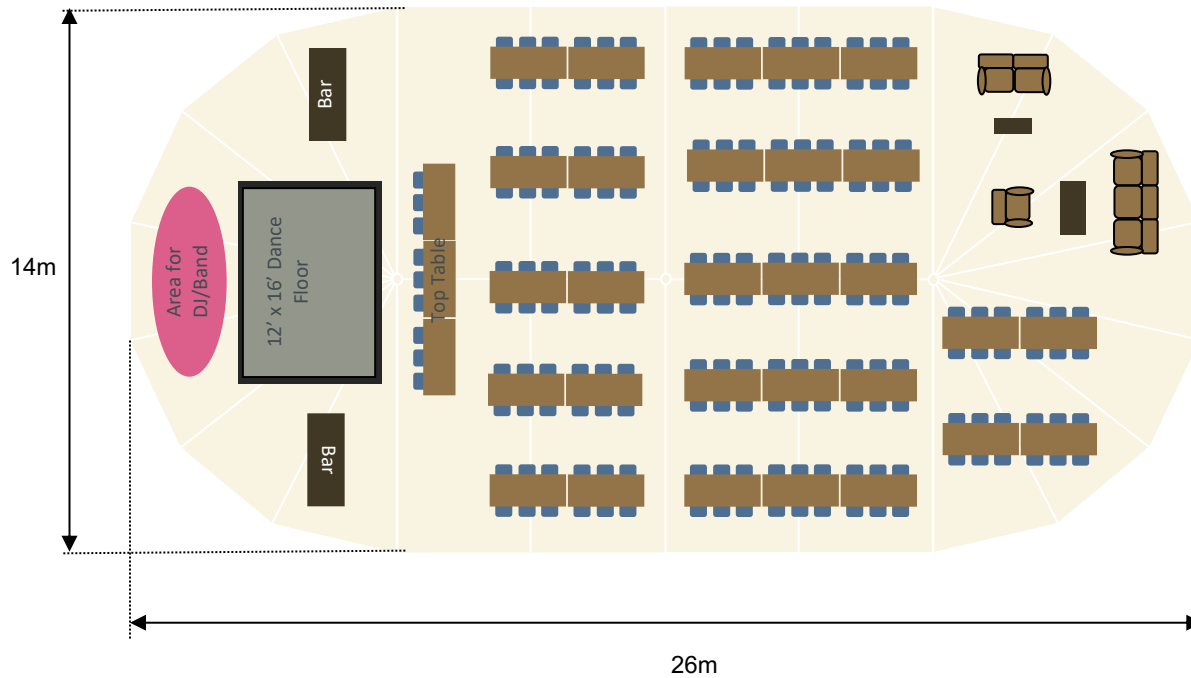 Bar
14m
Area for
DJ/Band
12’ x 16’ Dance
Floor
Top Table
Bar
26m